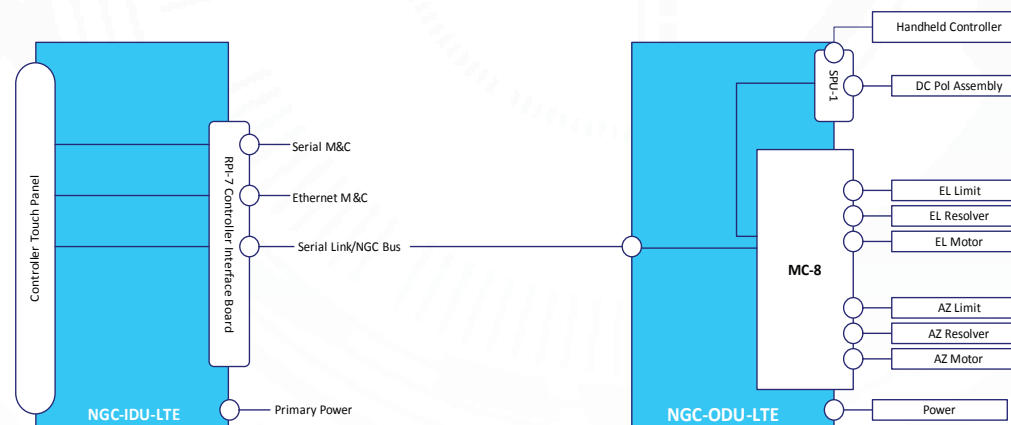 Handheld Controller
SPU-1
DC Pol Assembly
Controller Touch Panel
RPI-7 Controller Interface Board
Serial M&C
Ethernet M&C
Serial Link/NGC Bus
EL Limit
EL Resolver
EL Motor
MC-8
AZ Limit
AZ Resolver
AZ Motor
NGC-IDU-LTE
Primary Power
NGC-ODU-LTE
Power